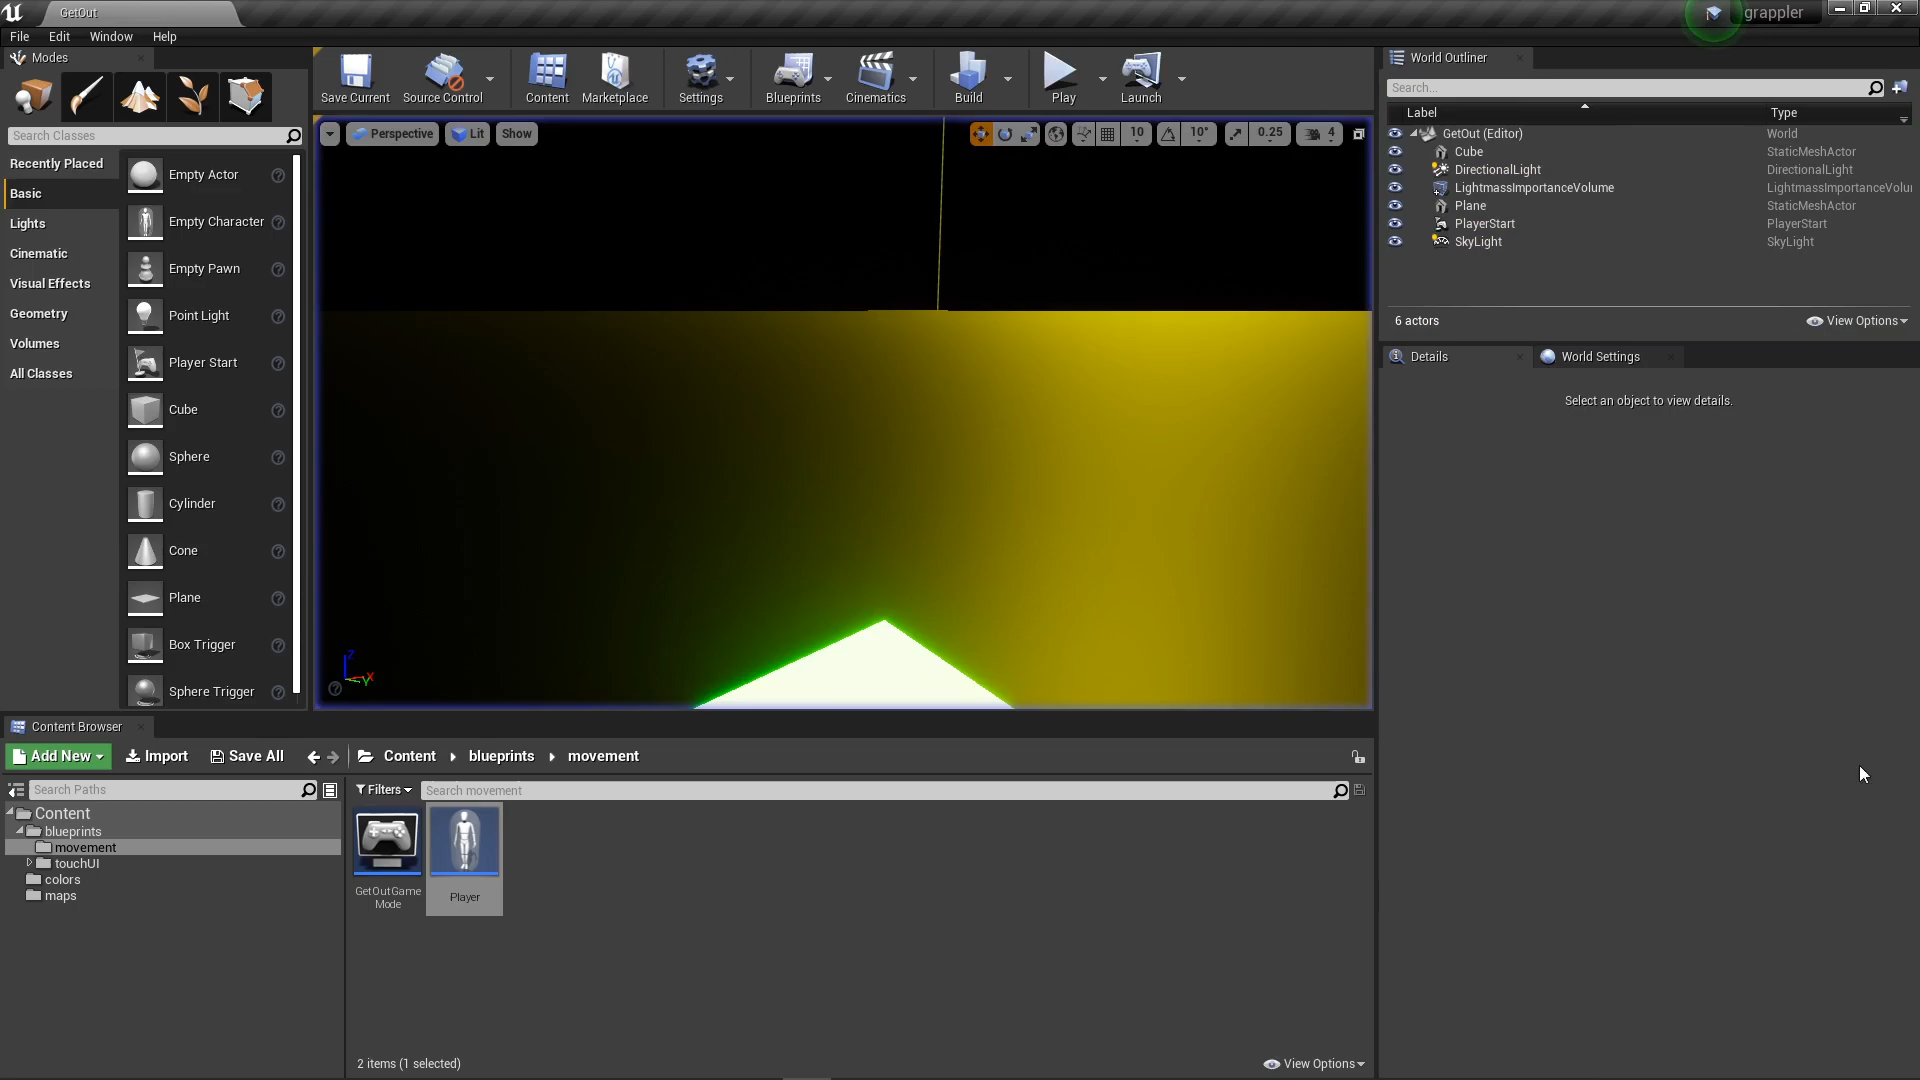 GetOut
grappler
File Edit Window Help
Modes
Search Classes
Recently Placed
Basic
Lights
Cinematic
Visual Effects
Geometry
Volumes
All Classes
Empty Actor
Empty Character
Empty Pawn
Point Light
Player Start
Cube
Sphere
Cylinder
Cone
Plane
Box Trigger
Sphere Trigger
Save Current Source Control Content Marketplace Settings Blueprints Cinematics Build Play Launch
Perspective Lit Show 10 10° 0.25 4
Z
X
Y
World Outliner
Search...
Label Type
GetOut (Editor) World
Cube StaticMeshActor
DirectionalLight DirectionalLight
LightmassImportanceVolume LightmassImportanceVolu
Plane StaticMeshActor
PlayerStart PlayerStart
SkyLight SkyLight
6 actors View Options
Details World Settings
Select an object to view details.
Content Browser
Add New Import Save All Content blueprints movement
Search Paths
Content
blueprints
movement
touchUI
colors
maps
Filters Search movement
GetOutGame
Mode
Player
2 items (1 selected) View Options